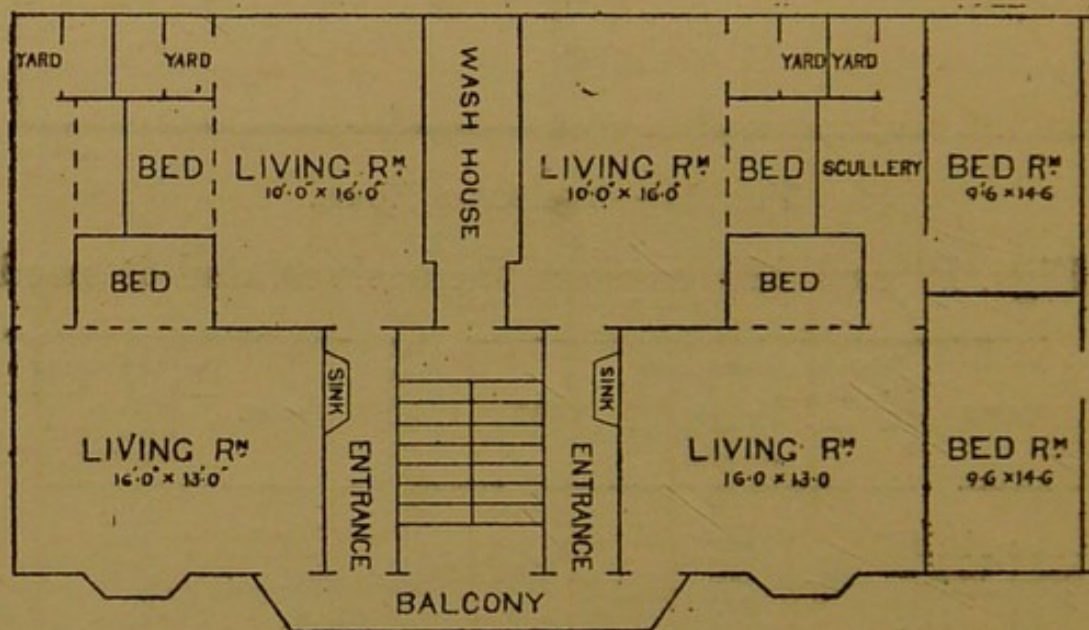 YARD YARD
WASH HOUSE
YARD YARD
BED
LIVING RM.
10'.0" × 16'.0"
LIVING RM.
10'.0" × 16'.0"
BED
SCULLERY
BED RM.
9'6 × 14.6
BED
BED
SINK
SINK
LIVING RM.
16'.0" × 13'.0"
ENTRANCE
ENTRANCE
LIVING RM.
16.0 × 13.0
BED RM.
9.6 × 14.6
BALCONY